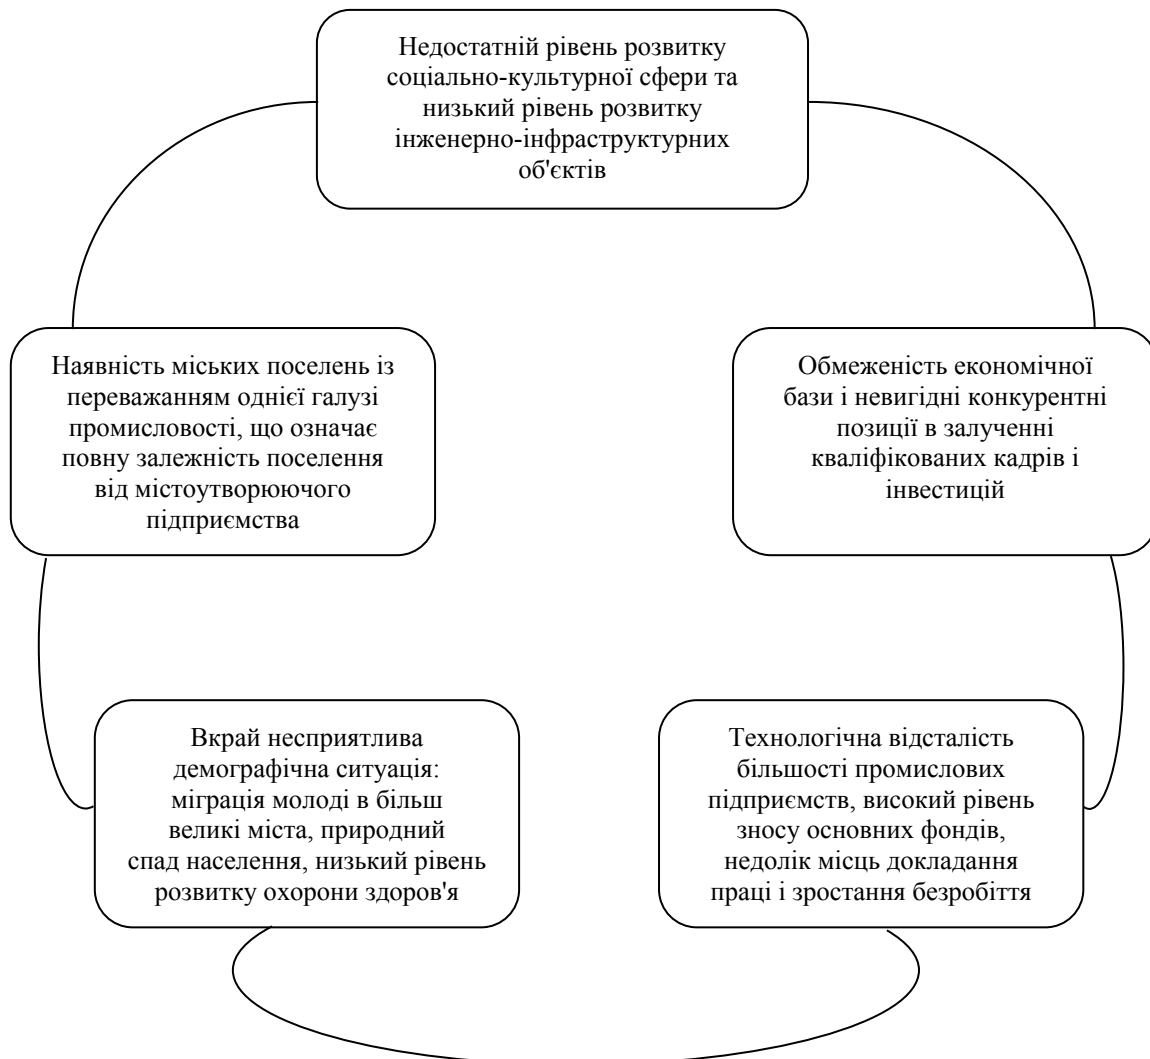 Недостатній рівень розвитку
соціально-культурної сфери та
низький рівень розвитку
інженерно-інфраструктурних
об'єктів
Наявність міських поселень із
переважанням однієї галузі
промисловості, що означає
повну залежність поселення
від містоутворюючого
підприємства
Обмеженість економічної
бази і невигідні конкурентні
позиції в залученні
кваліфікованих кадрів і
інвестицій
Вкрай несприятлива
демографічна ситуація:
міграція молоді в більш
великі міста, природний
спад населення, низький рівень
розвитку охорони здоров'я
Технологічна відсталість
більшості промислових
підприємств, високий рівень
зносу основних фондів,
недолік місць докладання
праці і зростання безробіття